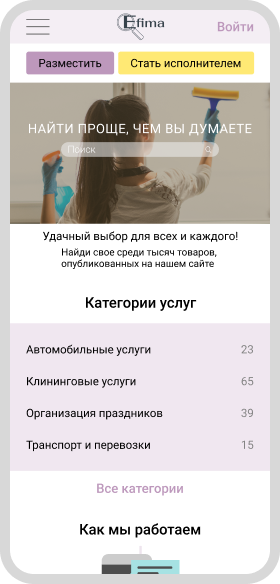 Efima
Войти
Разместить
Стать исполнителем
НАЙТИ ПРОЩЕ, ЧЕМ ВЫ ДУМАЕТЕ
Поиск
Удачный выбор для всех и каждого!
Найди свое среди тысяч товаров,
опубликованных на нашем сайте
Категории услуг
Автомобильные услуги 23
Клининговые услуги 65
Организация праздников 39
Транспорт и перевозки 15
Все категории
Как мы работаем